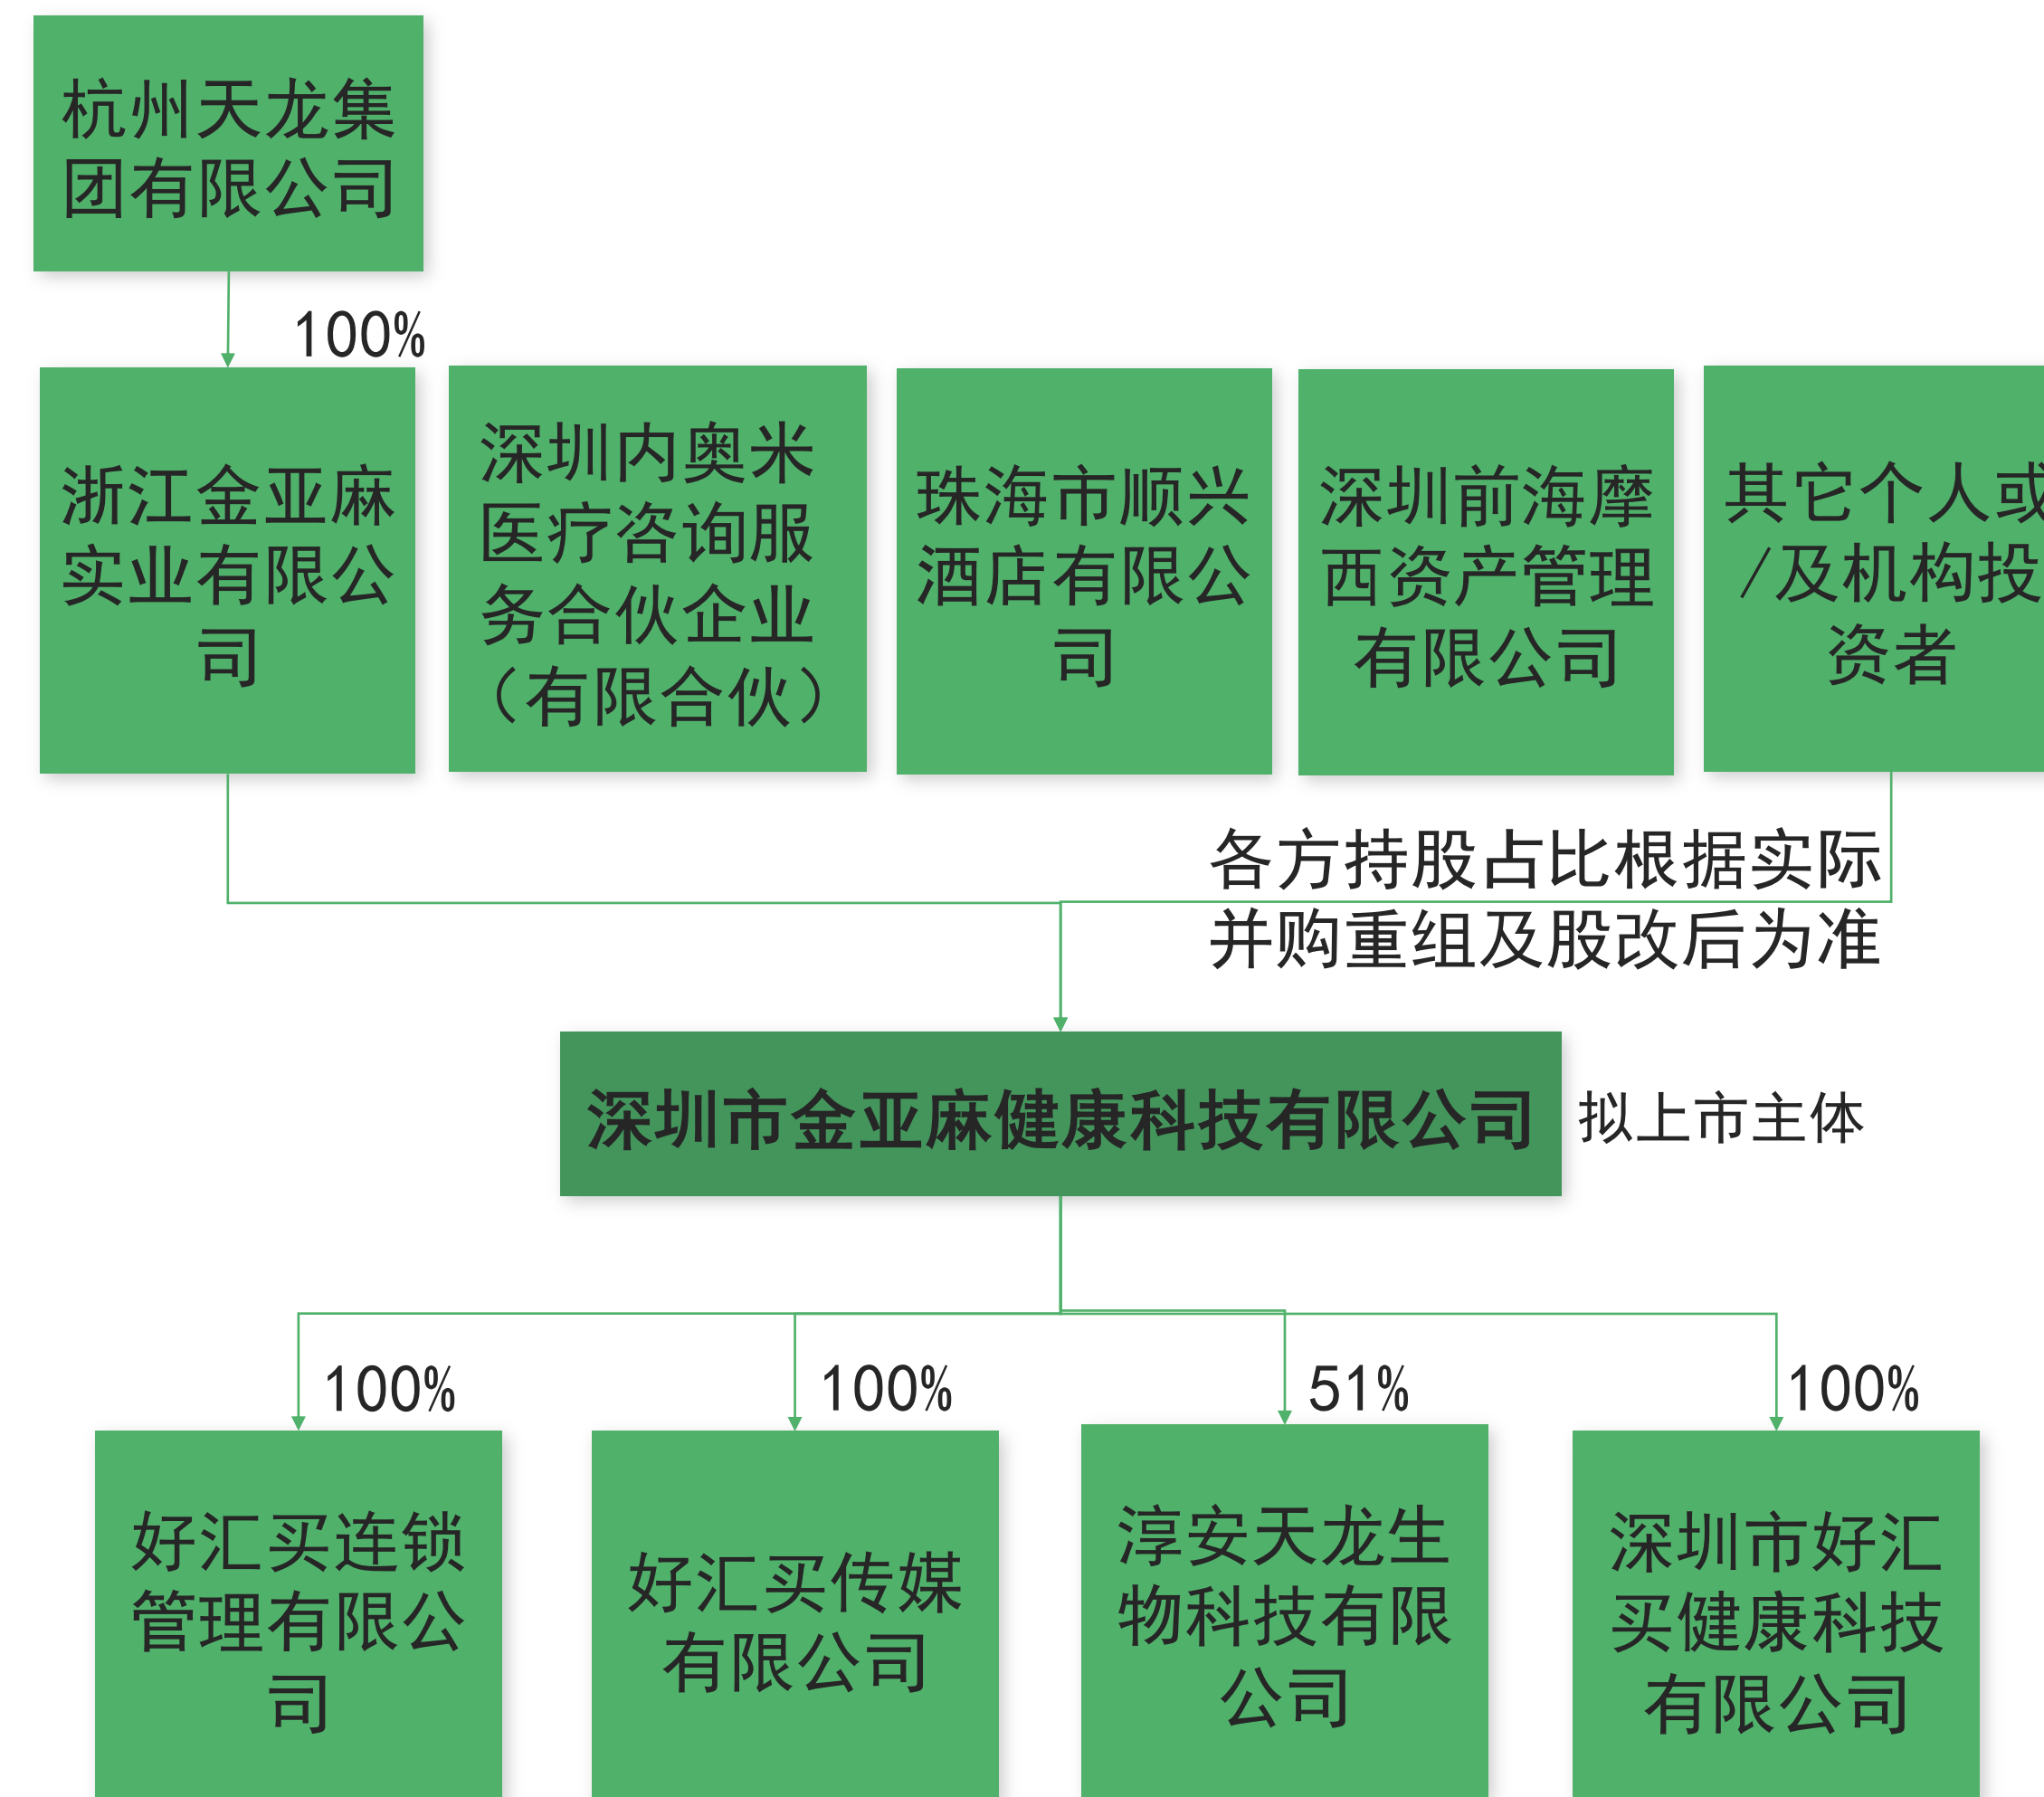 杭州天龙集
团有限公司
100%
浙江金亚麻
实业有限公
司
深圳内奥米
医疗咨询服
务合伙企业
（有限合伙）
珠海市顺兴
酒店有限公
司
深圳前海摩
西资产管理
有限公司
其它个人或
/及机构投
资者
各方持股占比根据实际
并购重组及股改后为准
深圳市金亚麻健康科技有限公司
拟上市主体
100%
100%
51%
100%
好汇买连锁
管理有限公
司
好汇买传媒
有限公司
淳安天龙生
物科技有限
公司
深圳市好汇
买健康科技
有限公司